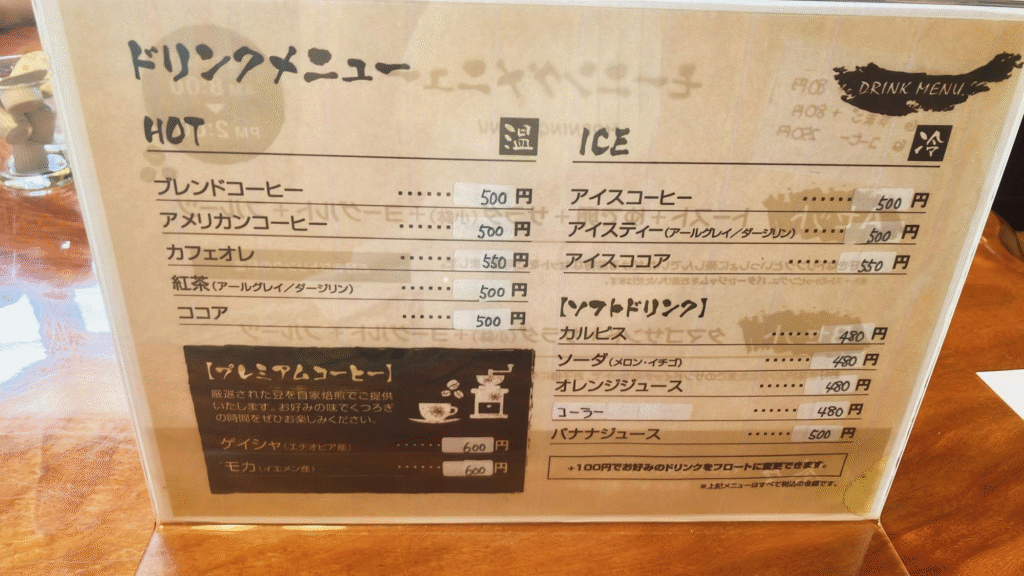 ドリンクメニュー
DRINK MENU
HOT 温
ブレンドコーヒー ……500円
アメリカンコーヒー ……500円
カフェオレ ……550円
紅茶(アールグレイ/ダージリン) ……500円
ココア ……500円
【プレミアムコーヒー】
厳選された豆を自家焙煎でご提供
いたします。お好みの味でくつろぎ
の時間をぜひお楽しみください。
ゲイシャ(エチオピア産) ……600円
モカ(イエメン産) ……600円
ICE 冷
アイスコーヒー ……500円
アイスティー(アールグレイ/ダージリン) 500円
アイスココア ……550円
【ソフトドリンク】
カルピス ……480円
ソーダ(メロン・イチゴ) ……480円
オレンジジュース ……480円
コーラー ……480円
バナナジュース ……500円
+100円でお好みのドリンクをフロートに変更できます。
※上記メニューはすべて税込の金額です。